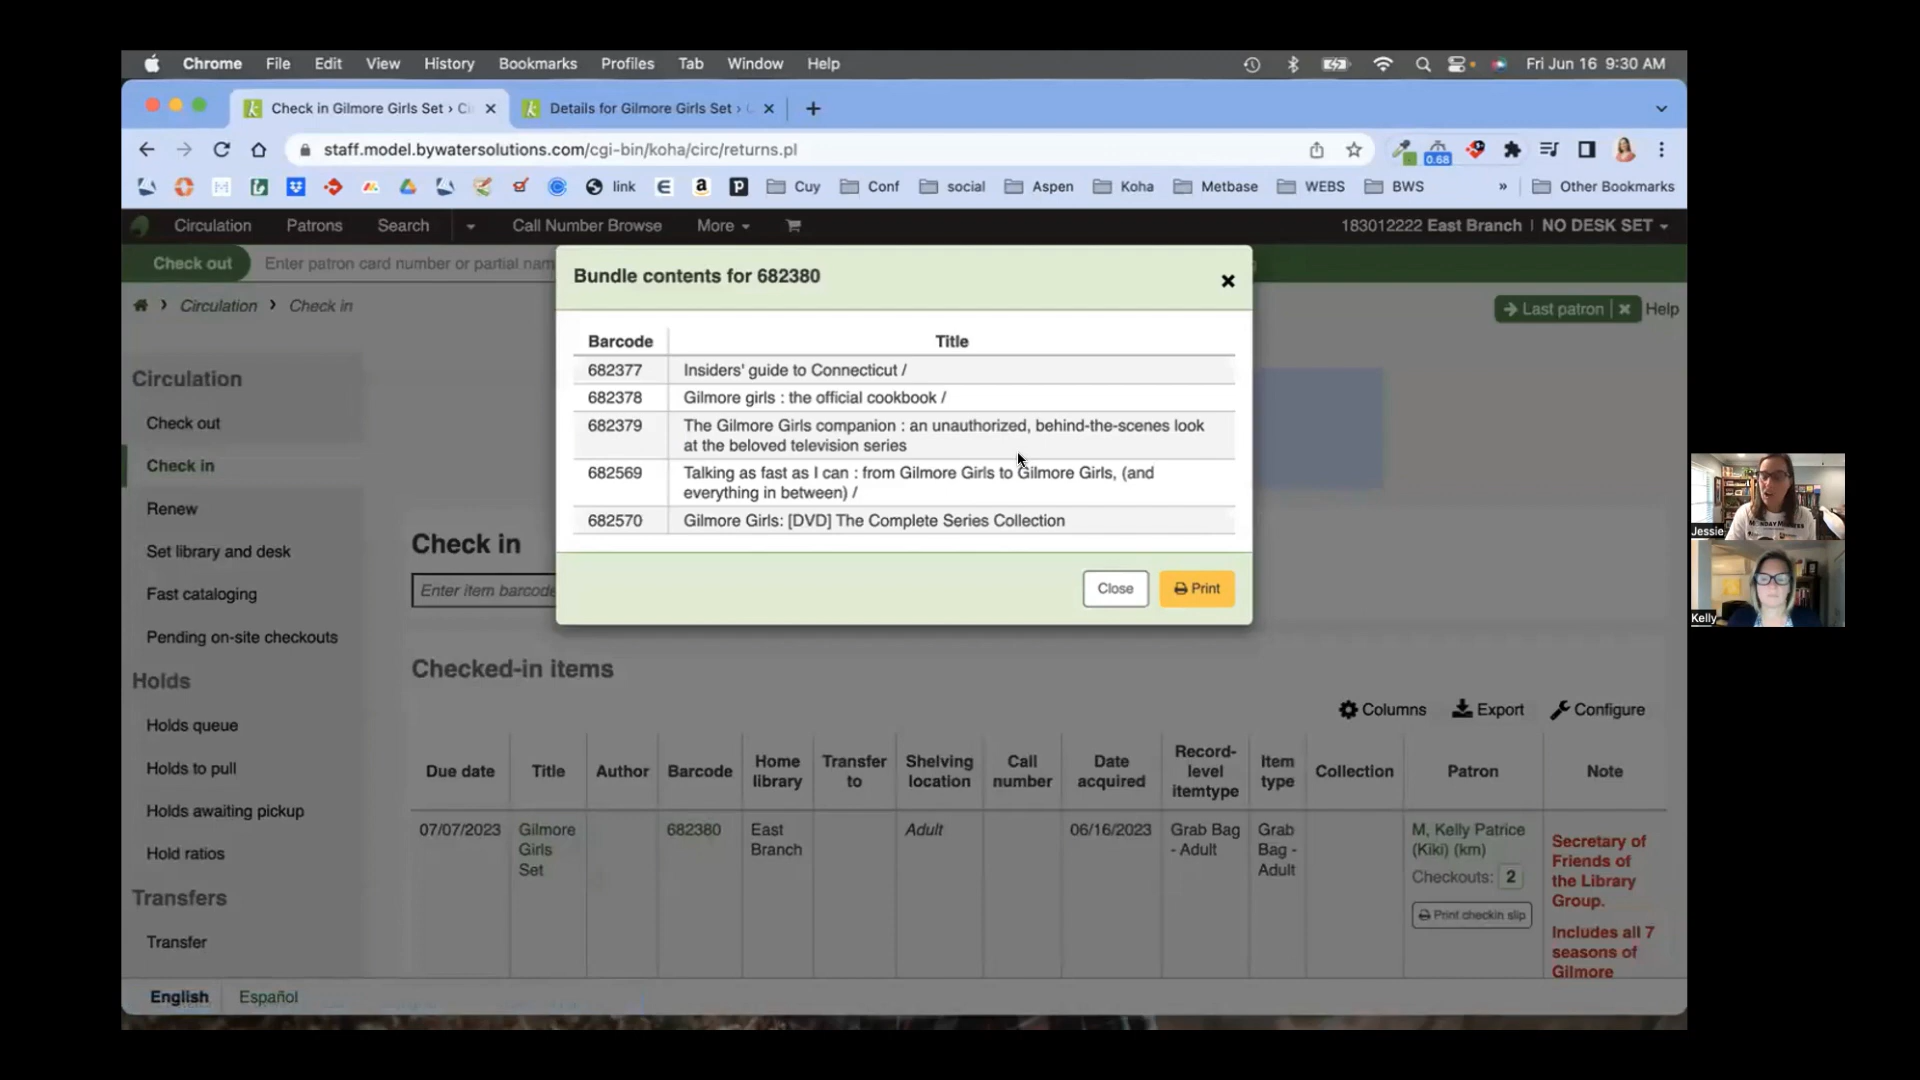 Chrome File Edit View History Bookmarks Profiles Tab Window Help Fri Jun 16 9:30 AM
Check in Gilmore Girls Set › Ci
Details for Gilmore Girls Set ›
staff.model.bywatersolutions.com/cgi-bin/koha/circ/returns.pl
0.68
link Cuy Conf social Aspen Koha Metbase WEBS BWS » Other Bookmarks
Circulation Patrons Search Call Number Browse More 183012222 East Branch | NO DESK SET
Check out Enter patron card number or partial nam
Circulation Check in
Last patron Help
Bundle contents for 682380
Barcode Title
682377 Insiders' guide to Connecticut /
682378 Gilmore girls : the official cookbook /
682379 The Gilmore Girls companion : an unauthorized, behind-the-scenes look
at the beloved television series
682569 Talking as fast as I can : from Gilmore Girls to Gilmore Girls, (and
everything in between) /
682570 Gilmore Girls: [DVD] The Complete Series Collection
Close Print
Circulation
Check out
Check in
Renew
Set library and desk
Fast cataloging
Pending on-site checkouts
Holds
Holds queue
Holds to pull
Holds awaiting pickup
Hold ratios
Transfers
Transfer
Check in
Enter item barcode
Checked-in items
Columns Export Configure
Due date Title Author Barcode Home library Transfer to Shelving location Call number Date acquired Record-level itemtype Item type Collection Patron Note
07/07/2023
Gilmore
Girls
Set
682380
East
Branch
Adult
06/16/2023
Grab Bag
- Adult
Grab
Bag -
Adult
M, Kelly Patrice
(Kiki) (km)
Checkouts: 2
Print checkin slip
Secretary of
Friends of
the Library
Group.
Includes all 7
seasons of
Gilmore
English Español
Jessie
Kelly